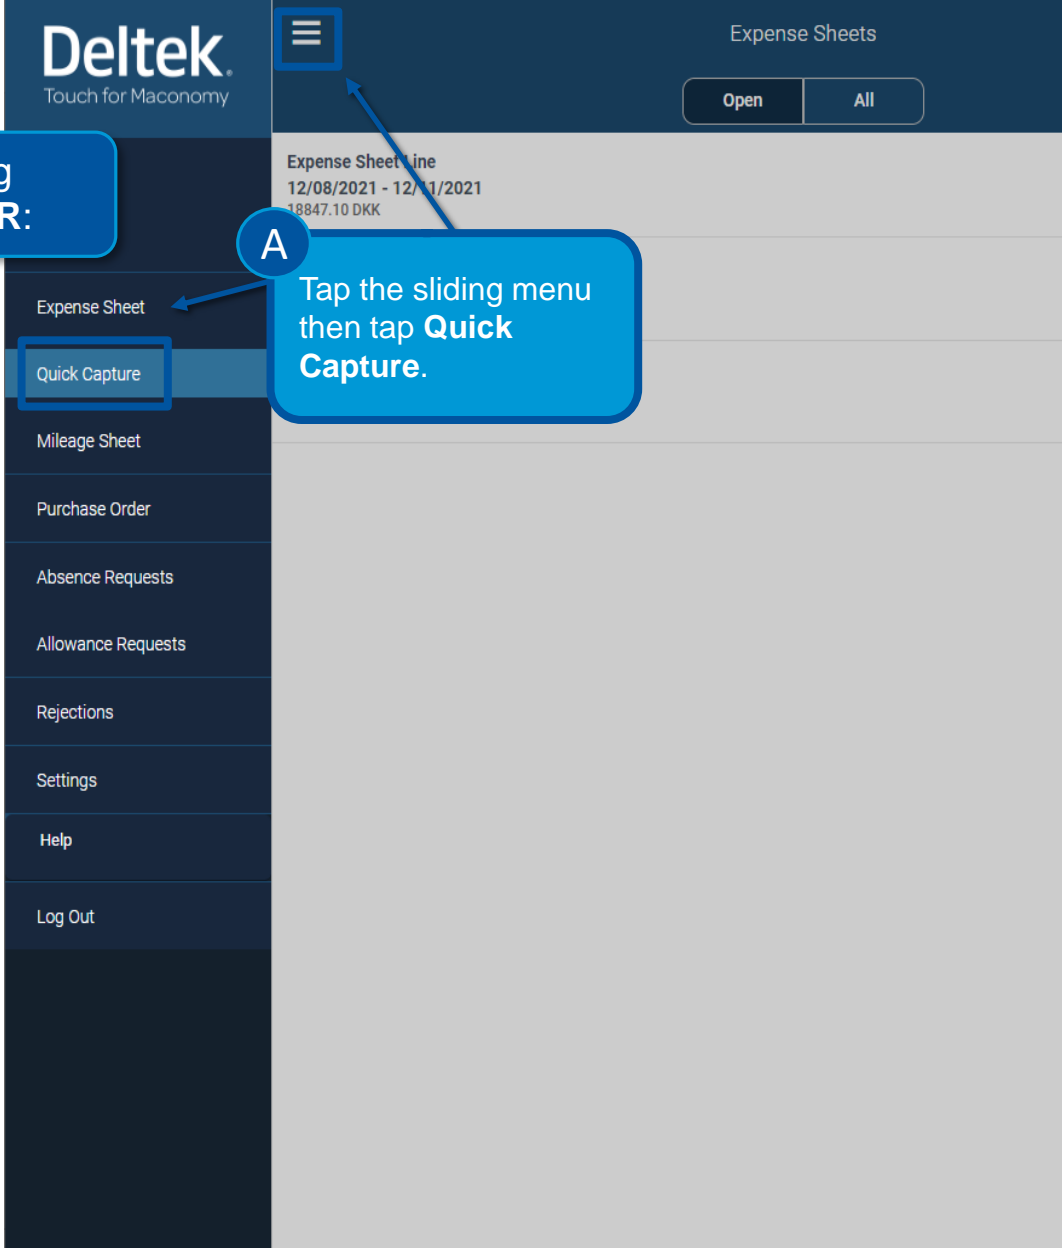 Deltek.
Touch for Maconomy
Expense Sheets
Open
All
g
R:
Expense Sheet Line
12/08/2021 - 12/11/2021
18847.10 DKK
A
Tap the sliding menu
then tap Quick
Capture.
Expense Sheet
Quick Capture
Mileage Sheet
Purchase Order
Absence Requests
Allowance Requests
Rejections
Settings
Help
Log Out